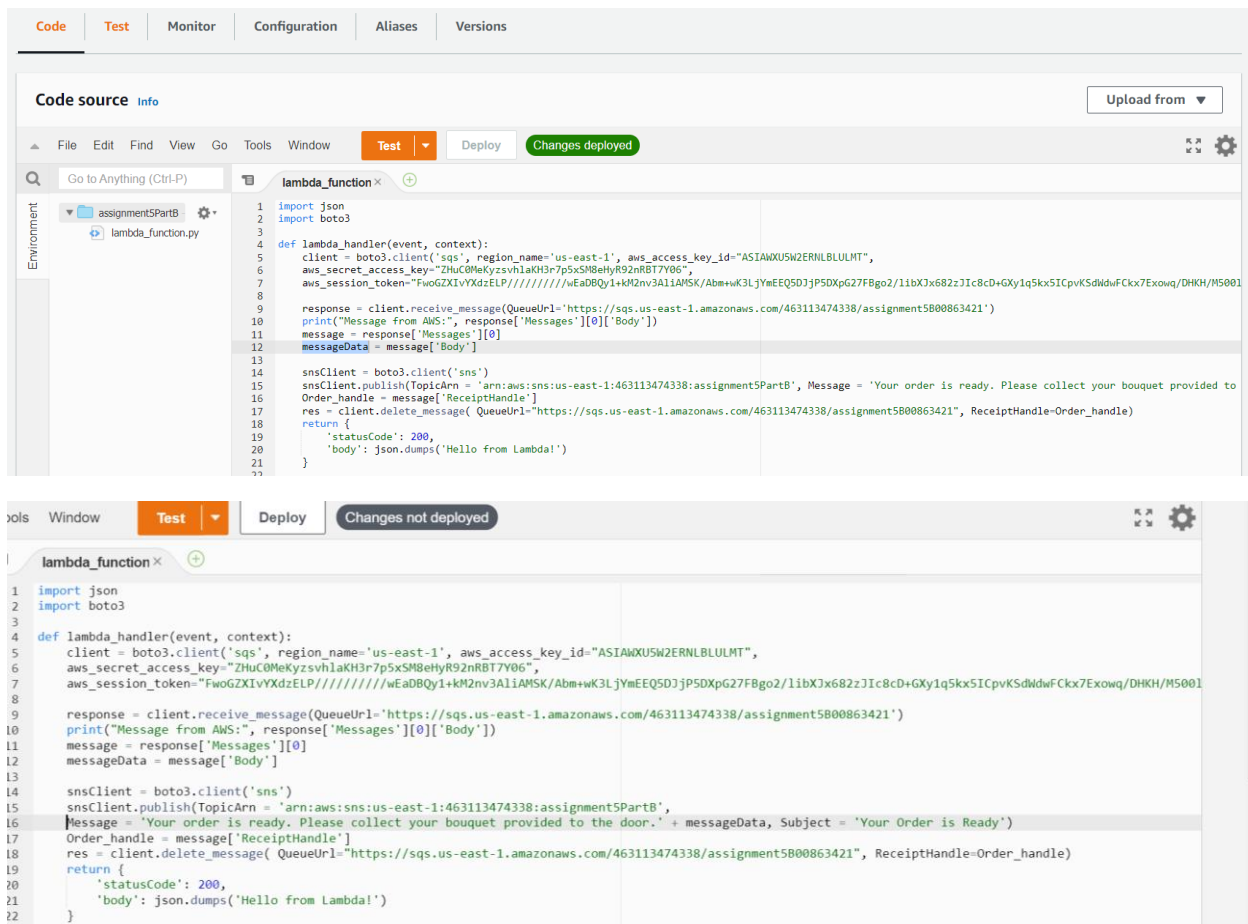 Code Test Monitor Configuration Aliases Versions
Code source Info
Upload from
File Edit Find View Go Tools Window Test Deploy Changes deployed
Go to Anything (Ctrl-P)
lambda_function
Environment
assignment5PartB
lambda_function.py
1 import json
2 import boto3
3
4 def lambda_handler(event, context):
5 client = boto3.client('sqs', region_name='us-east-1', aws_access_key_id="ASIAWXU5W2ERNLBLULMT",
6 aws_secret_access_key="ZHuC0MeKyzsvhlaKH3r7p5xSM8eHyR92nRBT7Y06",
7 aws_session_token="FwoGZXIvYXdzELP//////////wEaDBQy1+kM2nv3AliAMSK/Abm+wK3LjYmEEQ5DJjP5DXpG27FBgo2/libXJx682zJIc8cD+GXy1q5kx5ICpvKSdWdwFCkx7Exowq/DHKH/M500l
8
9 response = client.receive_message(QueueUrl='https://sqs.us-east-1.amazonaws.com/463113474338/assignment5B00863421')
10 print("Message from AWS:", response['Messages'][0]['Body'])
11 message = response['Messages'][0]
12 messageData = message['Body']
13
14 snsClient = boto3.client('sns')
15 snsClient.publish(TopicArn = 'arn:aws:sns:us-east-1:463113474338:assignment5PartB', Message = 'Your order is ready. Please collect your bouquet provided to
16 Order_handle = message['ReceiptHandle']
17 res = client.delete_message( QueueUrl="https://sqs.us-east-1.amazonaws.com/463113474338/assignment5B00863421", ReceiptHandle=Order_handle)
18 return {
19 'statusCode': 200,
20 'body': json.dumps('Hello from Lambda!')
21 }
22
ools Window Test Deploy Changes not deployed
lambda_function
1 import json
2 import boto3
3
4 def lambda_handler(event, context):
5 client = boto3.client('sqs', region_name='us-east-1', aws_access_key_id="ASIAWXU5W2ERNLBLULMT",
6 aws_secret_access_key="ZHuC0MeKyzsvhlaKH3r7p5xSM8eHyR92nRBT7Y06",
7 aws_session_token="FwoGZXIvYXdzELP//////////wEaDBQy1+kM2nv3AliAMSK/Abm+wK3LjYmEEQ5DJjP5DXpG27FBgo2/libXJx682zJIc8cD+GXy1q5kx5ICpvKSdWdwFCkx7Exowq/DHKH/M500l
8
9 response = client.receive_message(QueueUrl='https://sqs.us-east-1.amazonaws.com/463113474338/assignment5B00863421')
10 print("Message from AWS:", response['Messages'][0]['Body'])
11 message = response['Messages'][0]
12 messageData = message['Body']
13
14 snsClient = boto3.client('sns')
15 snsClient.publish(TopicArn = 'arn:aws:sns:us-east-1:463113474338:assignment5PartB',
16 Message = 'Your order is ready. Please collect your bouquet provided to the door.' + messageData, Subject = 'Your Order is Ready')
17 Order_handle = message['ReceiptHandle']
18 res = client.delete_message( QueueUrl="https://sqs.us-east-1.amazonaws.com/463113474338/assignment5B00863421", ReceiptHandle=Order_handle)
19 return {
20 'statusCode': 200,
21 'body': json.dumps('Hello from Lambda!')
22 }